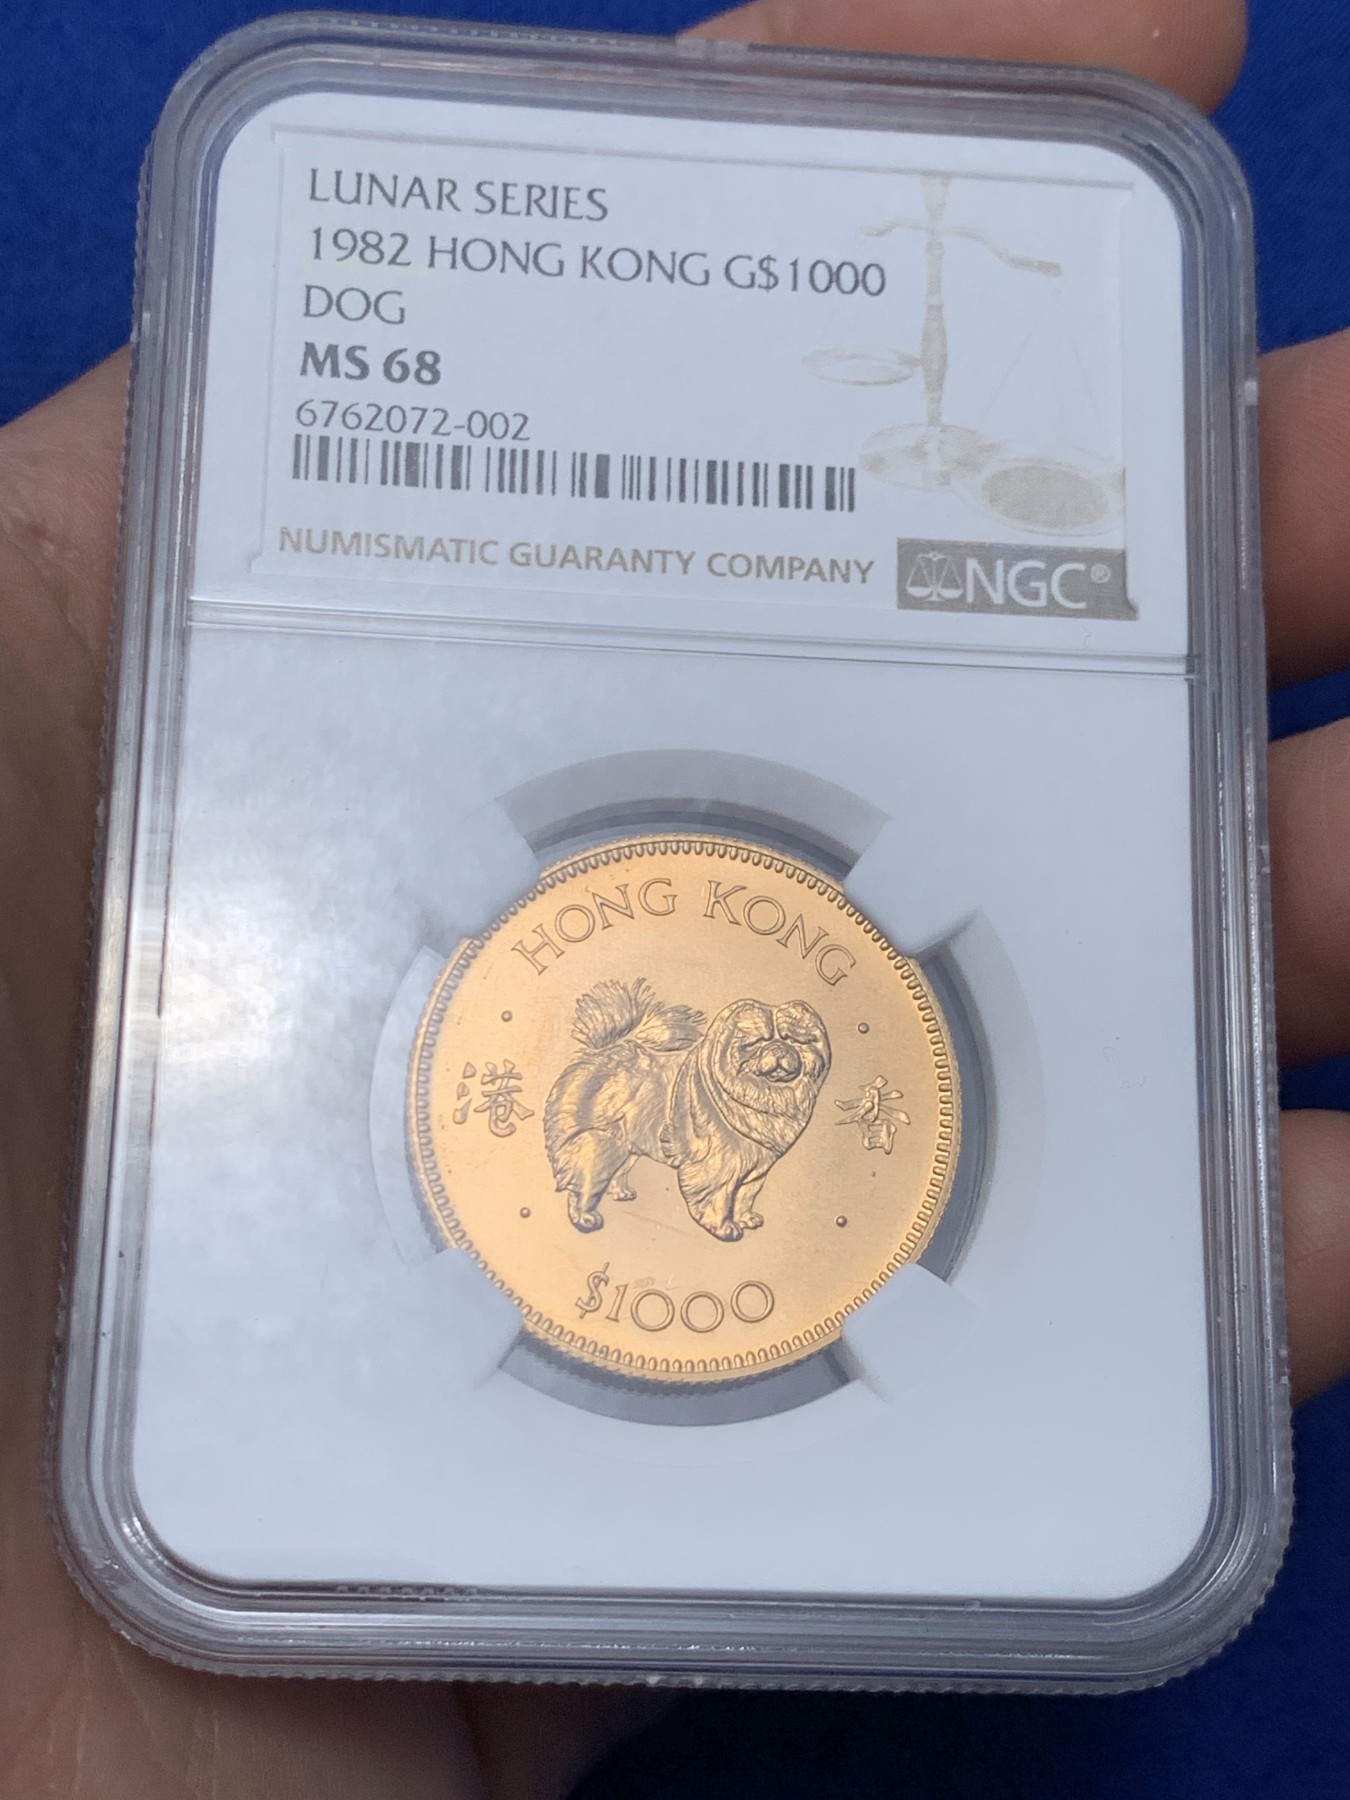 LUNAR SERIES
1982 HONG KONG G$1000
DOG
MS 68
6762072-002
NUMISMATIC GUARANTY COMPANY
NGC®
HONG KONG
港 香
$1000